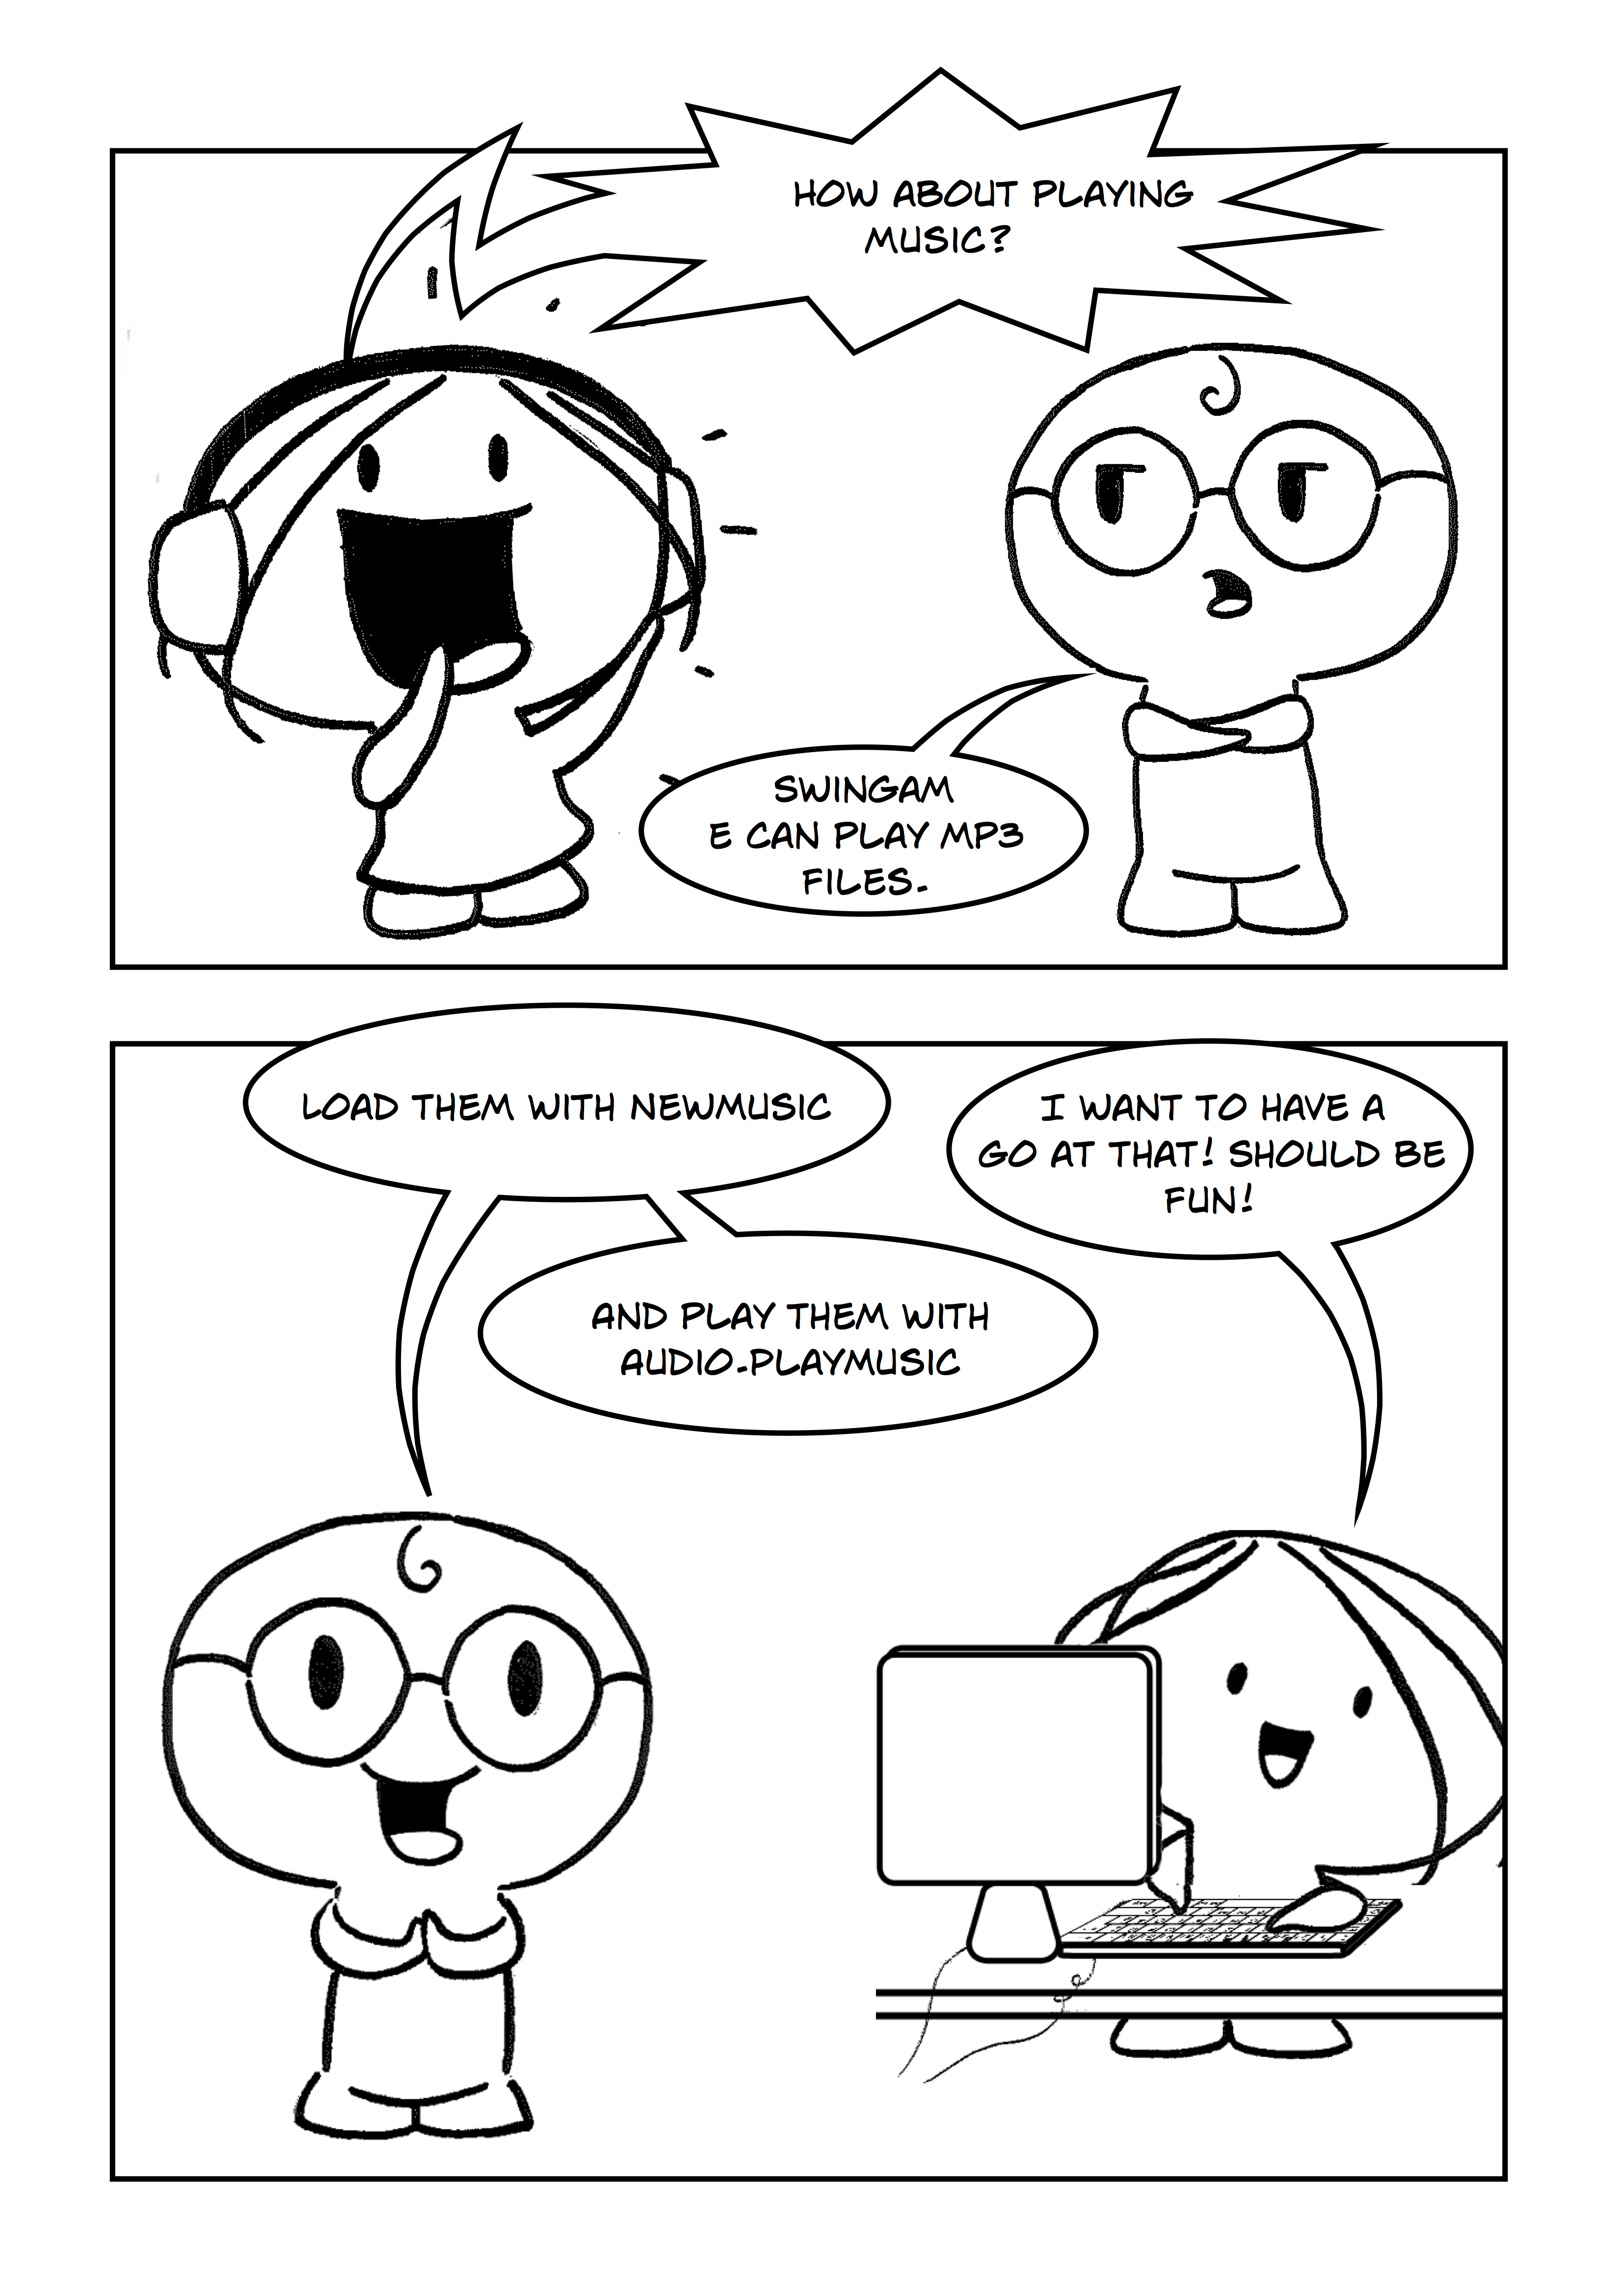 HOW ABOUT PLAYING
MUSIC?
SWINGAM
E CAN PLAY MP3
FILES.
LOAD THEM WITH NEWMUSIC
I WANT TO HAVE A
GO AT THAT! SHOULD BE
FUN!
AND PLAY THEM WITH
AUDIO.PLAYMUSIC